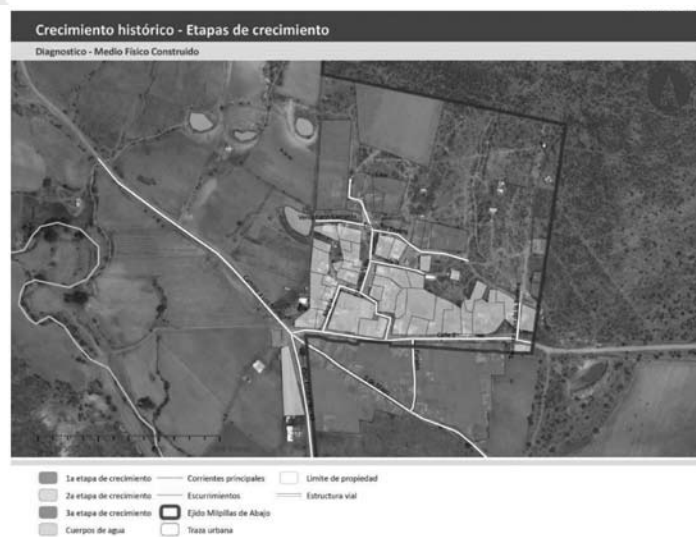 Crecimiento histórico - Etapas de crecimiento
Diagnostico - Medio Físico Construido
1a etapa de crecimiento
Corrientes principales
Limite de propiedad
2a etapa de crecimiento
Escurrimientos
Estructura vial
3a etapa de crecimiento
Ejido Milpillas de Abajo
Cuerpos de agua
Traza urbana